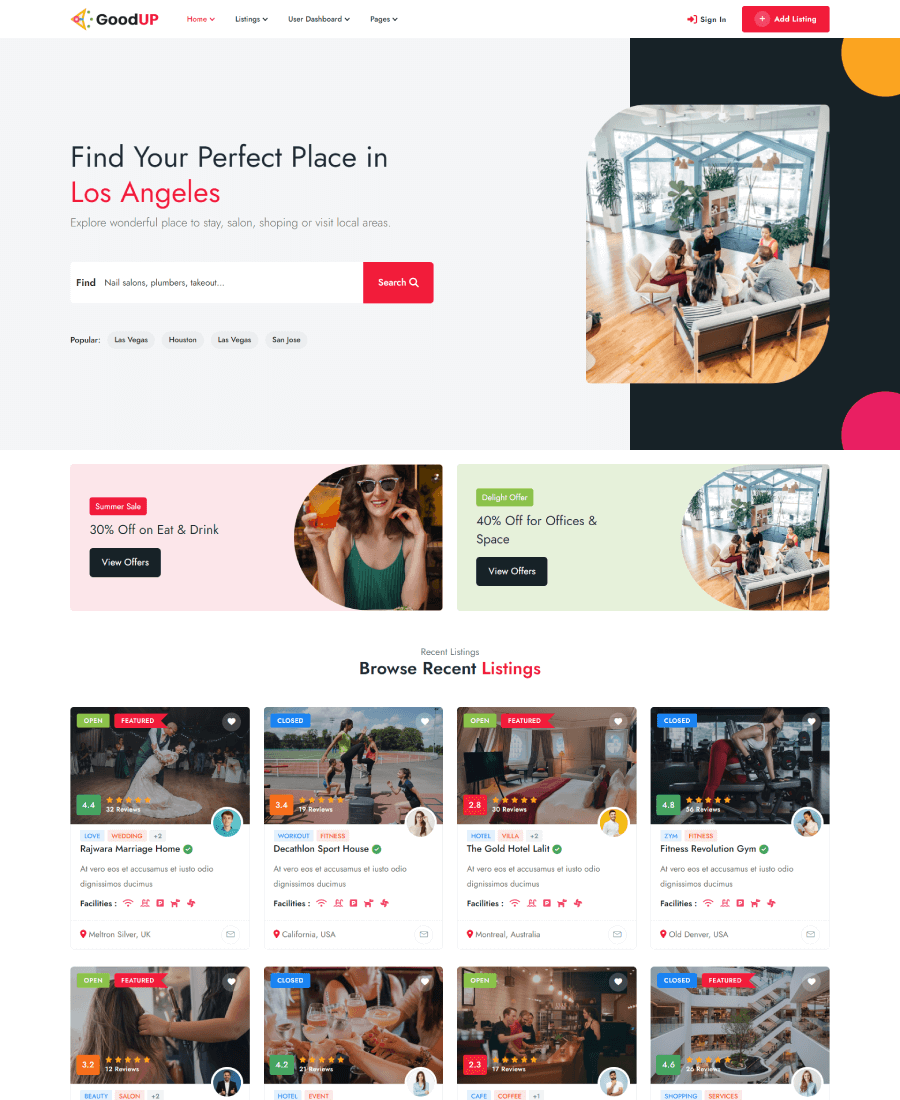 GoodUP
Home
Listings
User Dashboard
Pages
Sign In
Add Listing
Find Your Perfect Place in
Los Angeles
Explore wonderful place to stay, salon, shoping or visit local areas.
Find
Nail salons, plumbers, takeout...
Search
Popular:
Las Vegas
Houston
Las Vegas
San Jose
Summer Sale
30% Off on Eat & Drink
View Offers
Delight Offer
40% Off for Offices &
Space
View Offers
Recent Listings
Browse Recent Listings
OPEN
FEATURED
4.4
32 Reviews
LOVE
WEDDING
+2
Rajwara Marriage Home
At vero eos et accusamus et iusto odio
dignissimos ducimus
Facilities :
Meltron Silver, UK
CLOSED
3.4
19 Reviews
WORKOUT
FITNESS
Decathlon Sport House
At vero eos et accusamus et iusto odio
dignissimos ducimus
Facilities :
California, USA
OPEN
FEATURED
2.8
30 Reviews
HOTEL
VILLA
+2
The Gold Hotel Lalit
At vero eos et accusamus et iusto odio
dignissimos ducimus
Facilities :
Montreal, Australia
CLOSED
4.8
56 Reviews
ZYM
FITNESS
Fitness Revolution Gym
At vero eos et accusamus et iusto odio
dignissimos ducimus
Facilities :
Old Denver, USA
OPEN
FEATURED
3.2
12 Reviews
BEAUTY
SALON
+2
CLOSED
4.2
21 Reviews
HOTEL
EVENT
OPEN
2.3
17 Reviews
CAFE
COFFEE
+1
CLOSED
FEATURED
4.6
26 Reviews
SHOPPING
SERVICES